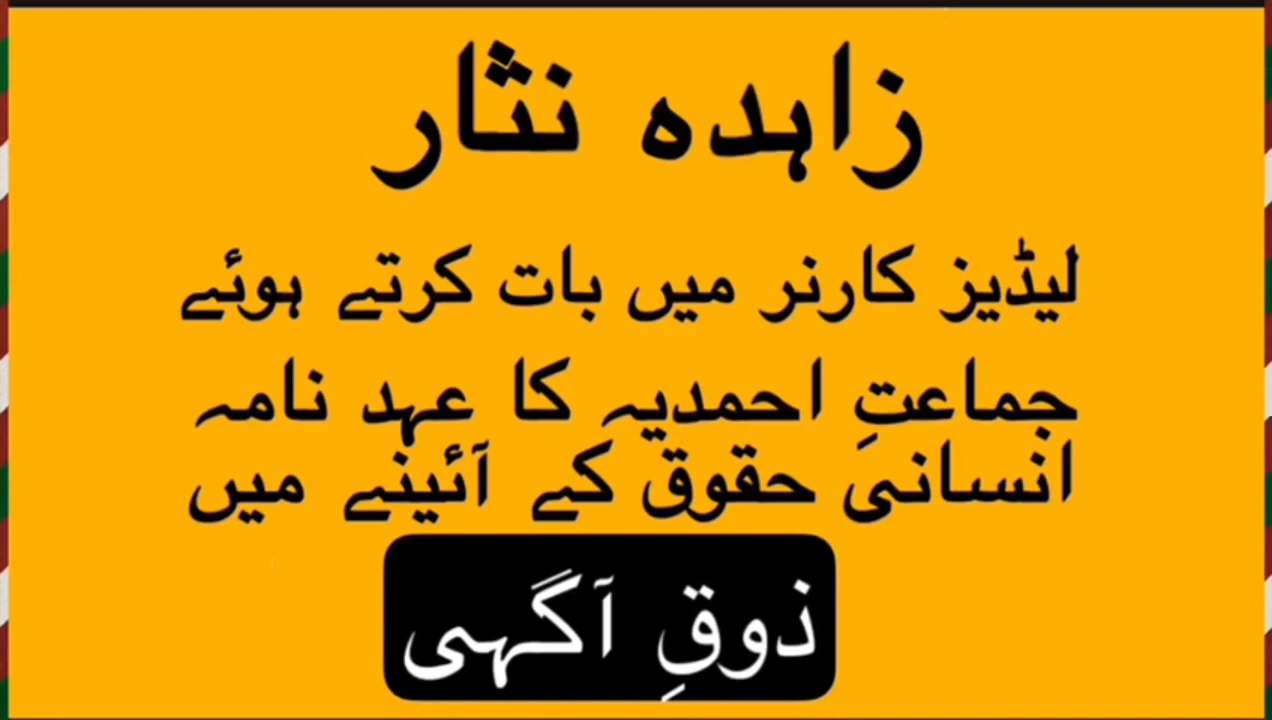 زاہدہ نثار
لیڈیز کارنر میں بات کرتے ہوئے
جماعتِ احمدیہ کا عہد نامہ
انسانی حقوق کے آئینے میں
ذوقِ آگہی